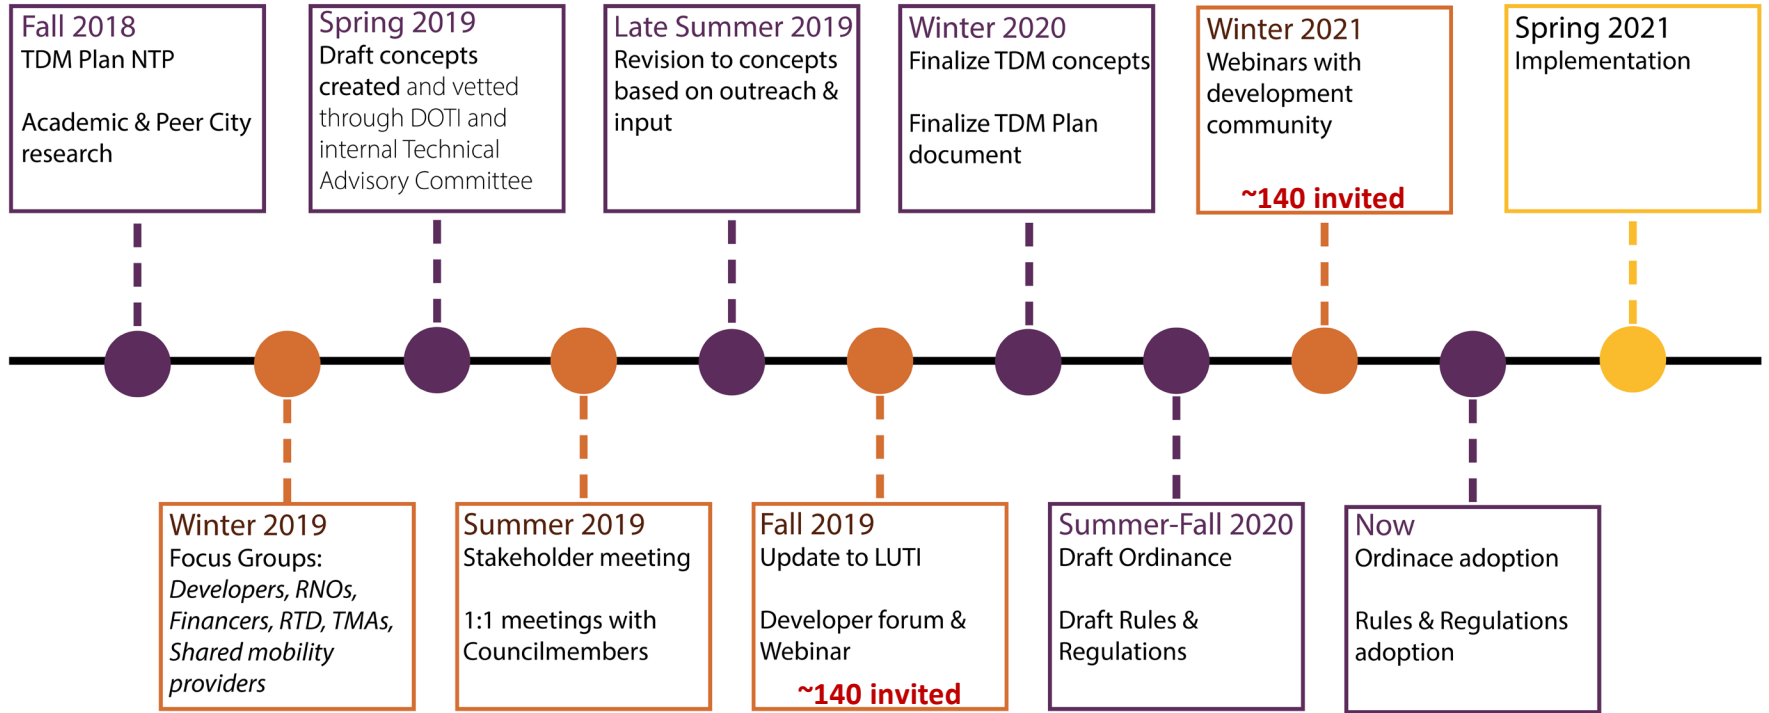 Fall 2018
TDM Plan NTP
Academic & Peer City
research
Spring 2019
Draft concepts
created and vetted
through DOTI and
internal Technical
Advisory Committee
Late Summer 2019
Revision to concepts
based on outreach &
input
Winter 2020
Finalize TDM concepts
Finalize TDM Plan
document
Winter 2021
Webinars with
development
community
~140 invited
Spring 2021
Implementation
Winter 2019
Focus Groups:
Developers, RNOs,
Financers, RTD, TMAs,
Shared mobility
providers
Summer 2019
Stakeholder meeting
1:1 meetings with
Councilmembers
Fall 2019
Update to LUTI
Developer forum &
Webinar
~140 invited
Summer-Fall 2020
Draft Ordinance
Draft Rules &
Regulations
Now
Ordinace adoption
Rules & Regulations
adoption